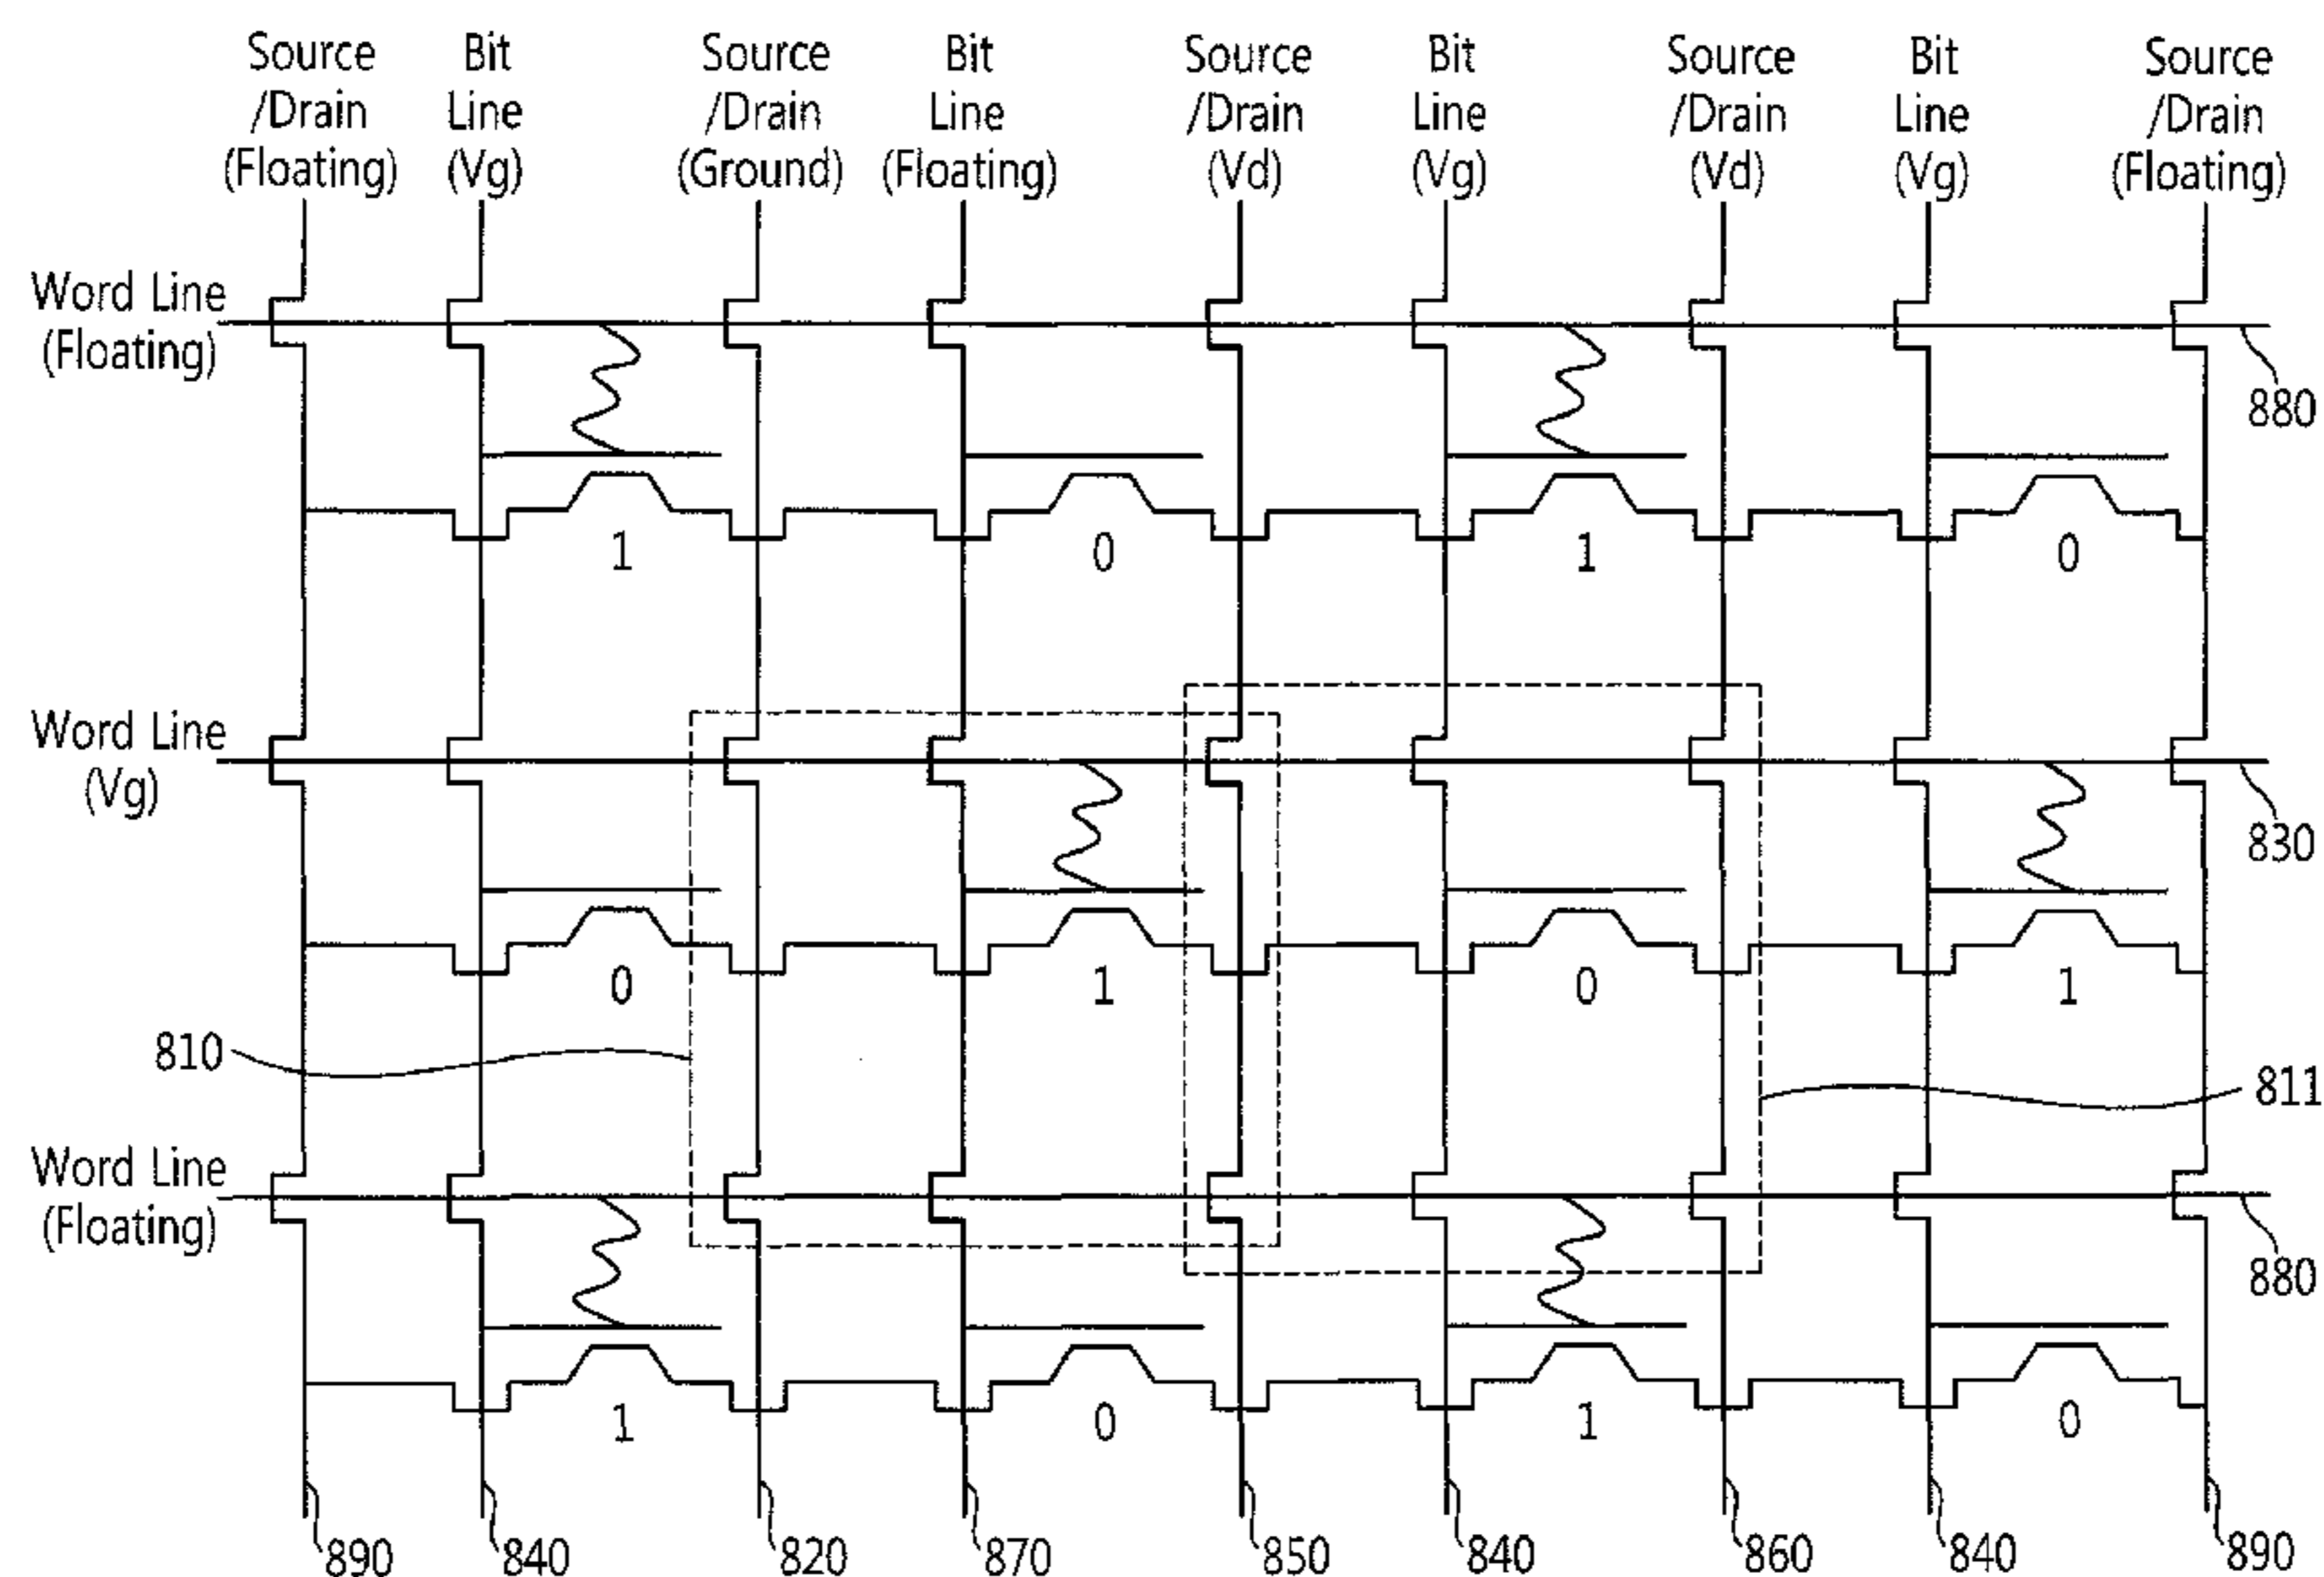 Source Bit Source Bit Source Bit Source Bit Source
/Drain Line /Drain Line /Drain Line /Drain Line /Drain
(Floating) (Vg) (Ground) (Floating) (Vd) (Vg) (Vd) (Vg) (Floating)
Word Line
(Floating)
880
1 0 1 0
Word Line
(Vg)
830
0 1 0 1
810
811
Word Line
(Floating)
880
1 0 1 0
890 840 820 870 850 840 860 840 890